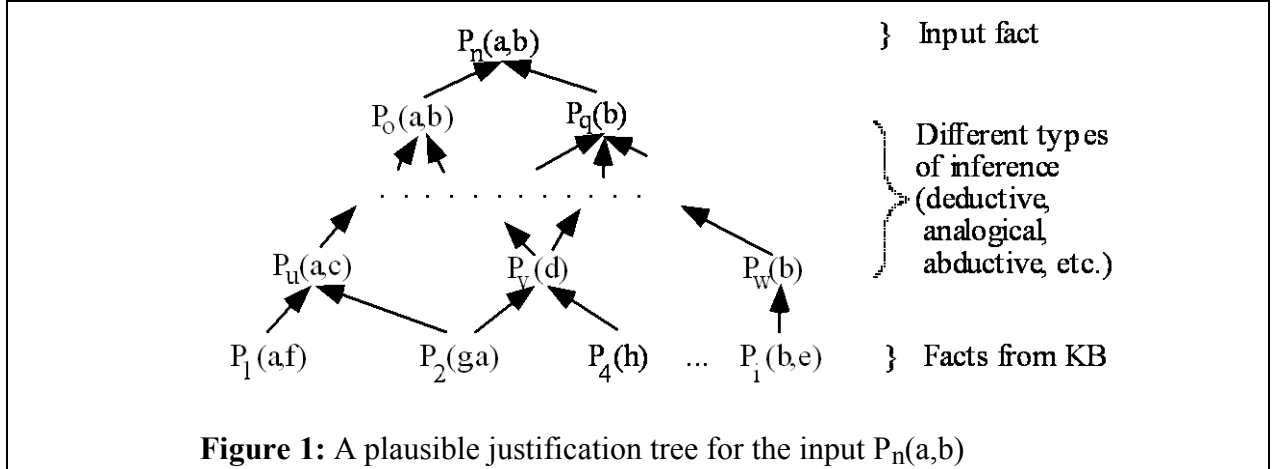 Pn(a,b) } Input fact
Po(a,b) Pq(b)
Different types
of inference
(deductive,
analogical,
abductive, etc.)
. . . . . . . . . . . . . . .
Pu(a,c) Pv(d) Pw(b)
P1(a,f) P2(ga) P4(h) ... Pi(b,e) } Facts from KB
Figure 1: A plausible justification tree for the input Pn(a,b)